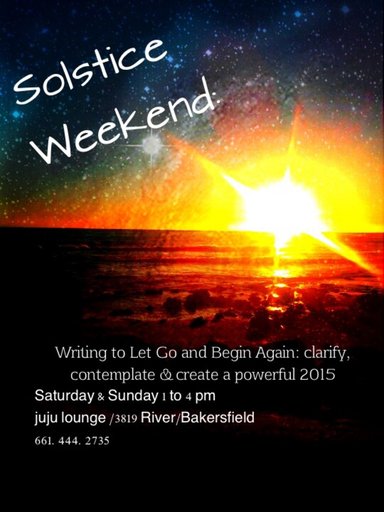 Solstice
Weekend:
Writing to Let Go and Begin Again: clarify,
contemplate & create a powerful 2015
Saturday & Sunday 1 to 4 pm
juju lounge /3819 River/Bakersfield
661. 444. 2735